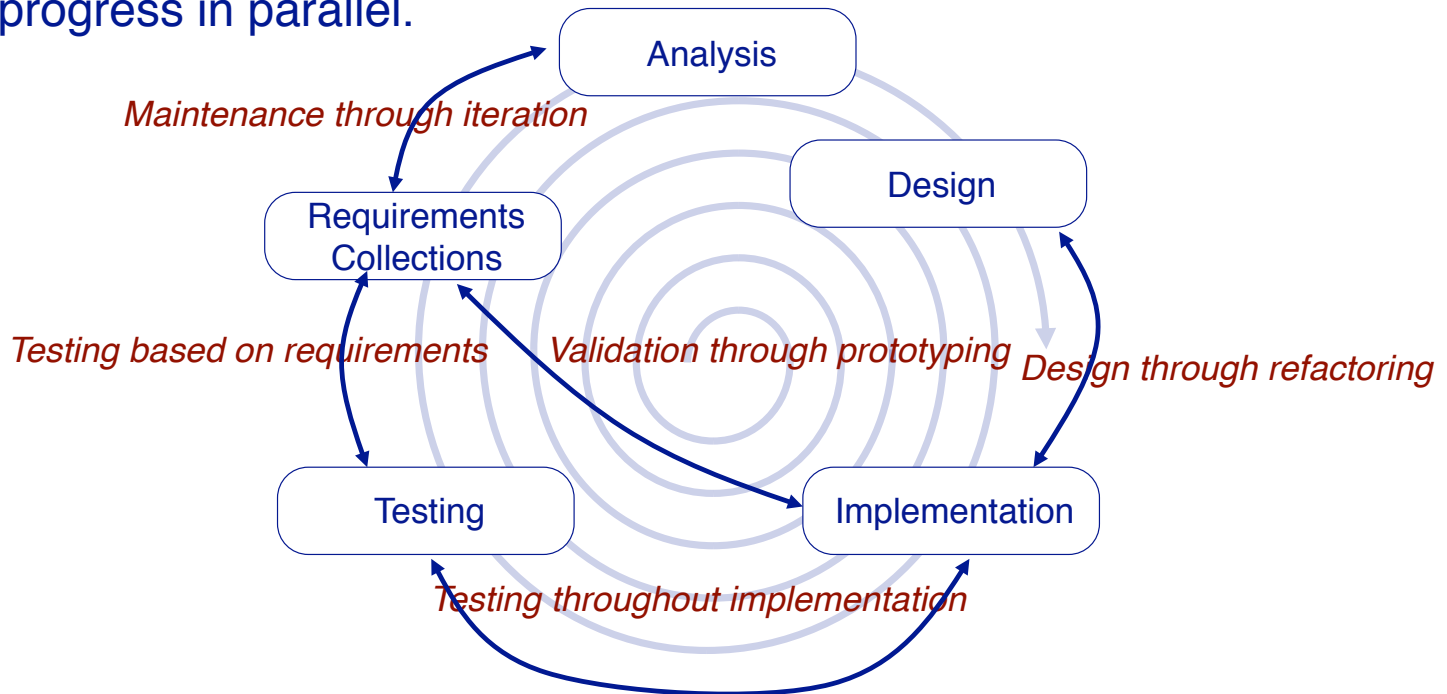 progress in parallel.
Analysis
Maintenance through iteration
Design
Requirements
Collections
Testing based on requirements
Validation through prototyping
Design through refactoring
Testing
Implementation
Testing throughout implementation